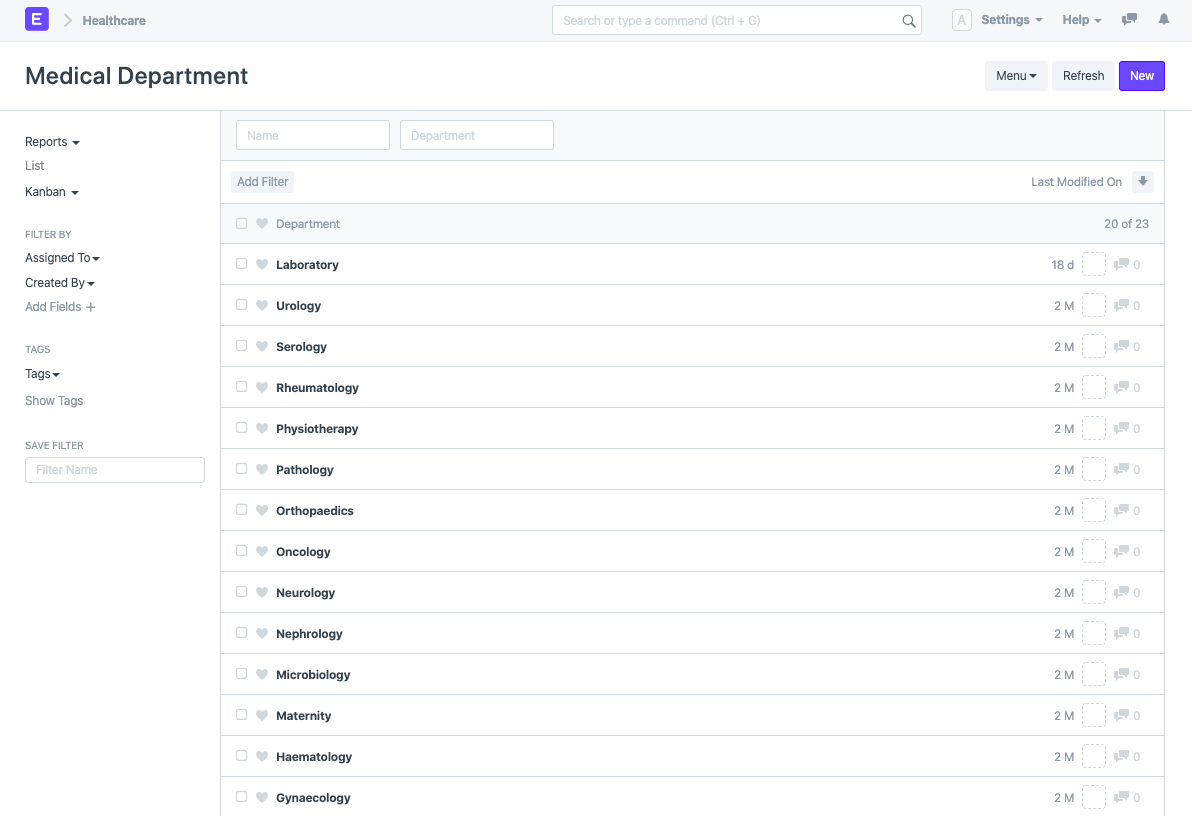 E Healthcare Search or type a command (Ctrl + G) A Settings Help
Medical Department Menu Refresh New
Reports
List
Kanban
FILTER BY
Assigned To
Created By
Add Fields
TAGS
Tags
Show Tags
SAVE FILTER
Filter Name
Name Department
Add Filter Last Modified On
Department 20 of 23
Laboratory 18 d 0
Urology 2 M 0
Serology 2 M 0
Rheumatology 2 M 0
Physiotherapy 2 M 0
Pathology 2 M 0
Orthopaedics 2 M 0
Oncology 2 M 0
Neurology 2 M 0
Nephrology 2 M 0
Microbiology 2 M 0
Maternity 2 M 0
Haematology 2 M 0
Gynaecology 2 M 0